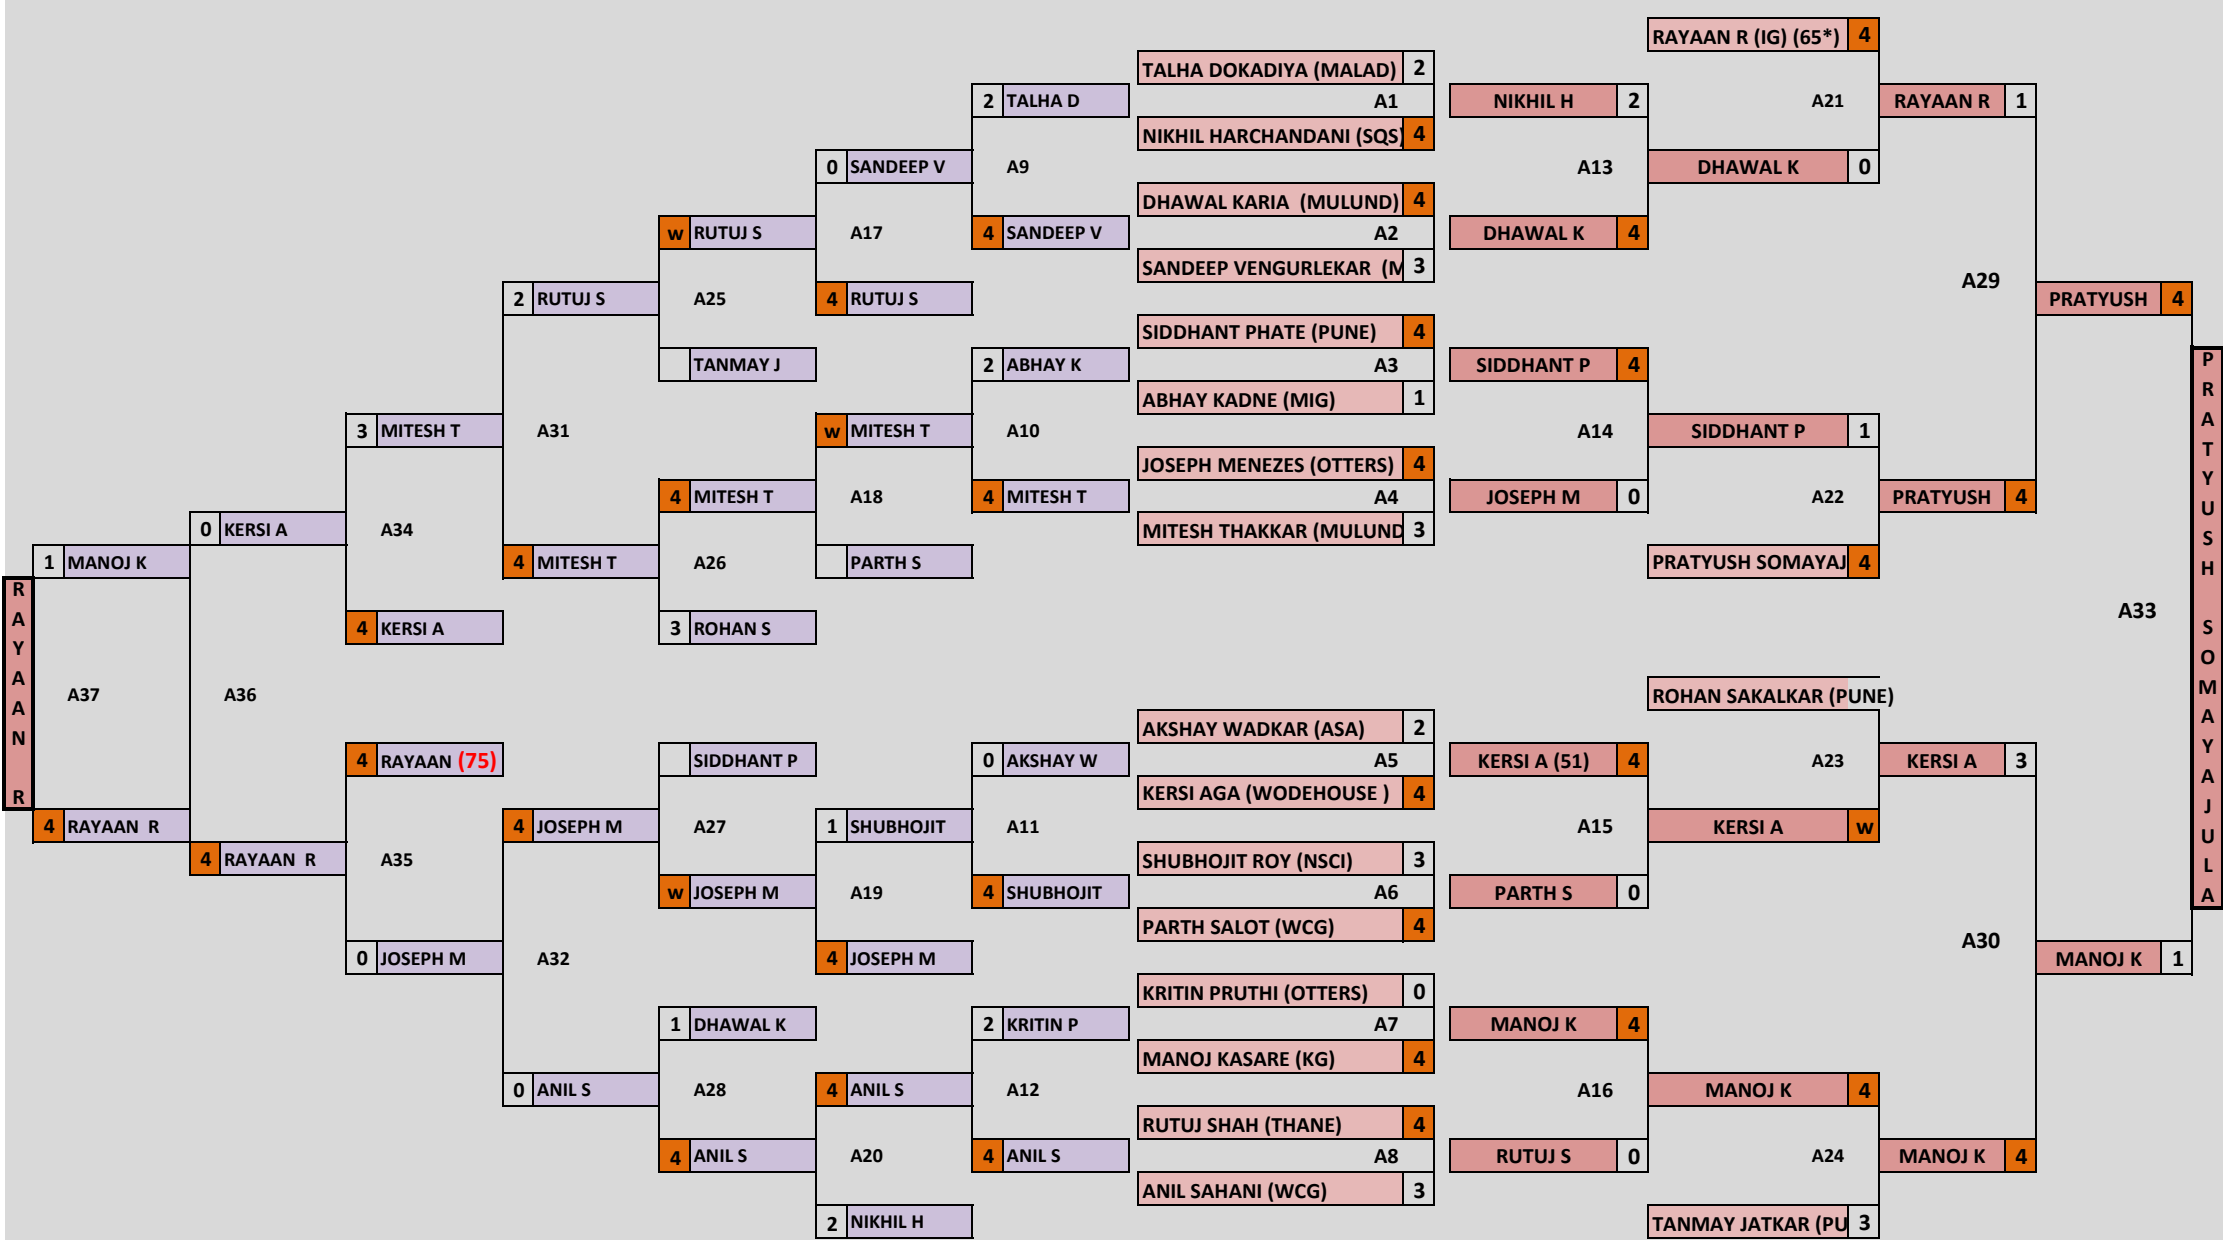 RAYAAN R (IG) (65*) 4
TALHA DOKADIYA (MALAD) 2
2 TALHA D A1 NIKHIL H 2 A21 RAYAAN R 1
NIKHIL HARCHANDANI (SQS) 4
0 SANDEEP V A9 A13 DHAWAL K 0
DHAWAL KARIA (MULUND) 4
w RUTUJ S A17 4 SANDEEP V A2 DHAWAL K 4
SANDEEP VENGURLEKAR (M 3
A29
2 RUTUJ S A25 4 RUTUJ S PRATYUSH 4
SIDDHANT PHATE (PUNE) 4
TANMAY J 2 ABHAY K A3 SIDDHANT P 4
ABHAY KADNE (MIG) 1
3 MITESH T A31 w MITESH T A10 A14 SIDDHANT P 1
JOSEPH MENEZES (OTTERS) 4
4 MITESH T A18 4 MITESH T A4 JOSEPH M 0 A22 PRATYUSH 4
0 KERSI A A34 MITESH THAKKAR (MULUND 3
1 MANOJ K 4 MITESH T A26 PARTH S PRATYUSH SOMAYAJ 4
RAYAAN R
4 KERSI A 3 ROHAN S A33
PRATYUSH SOMAYAJULA
A37 A36 ROHAN SAKALKAR (PUNE)
AKSHAY WADKAR (ASA) 2
4 RAYAAN (75) SIDDHANT P 0 AKSHAY W A5 KERSI A (51) 4 A23 KERSI A 3
KERSI AGA (WODEHOUSE ) 4
4 RAYAAN R 4 JOSEPH M A27 1 SHUBHOJIT A11 A15 KERSI A w
4 RAYAAN R A35 SHUBHOJIT ROY (NSCI) 3
w JOSEPH M A19 4 SHUBHOJIT A6 PARTH S 0
PARTH SALOT (WCG) 4
A30
0 JOSEPH M A32 4 JOSEPH M MANOJ K 1
KRITIN PRUTHI (OTTERS) 0
1 DHAWAL K 2 KRITIN P A7 MANOJ K 4
MANOJ KASARE (KG) 4
0 ANIL S A28 4 ANIL S A12 A16 MANOJ K 4
RUTUJ SHAH (THANE) 4
4 ANIL S A20 4 ANIL S A8 RUTUJ S 0 A24 MANOJ K 4
ANIL SAHANI (WCG) 3
2 NIKHIL H TANMAY JATKAR (PU 3